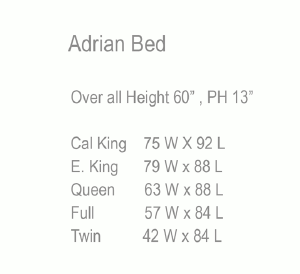 Adrian Bed
Over all Height 60” , PH 13”
Cal King 75 W X 92 L
E. King 79 W x 88 L
Queen 63 W x 88 L
Full 57 W x 84 L
Twin 42 W x 84 L